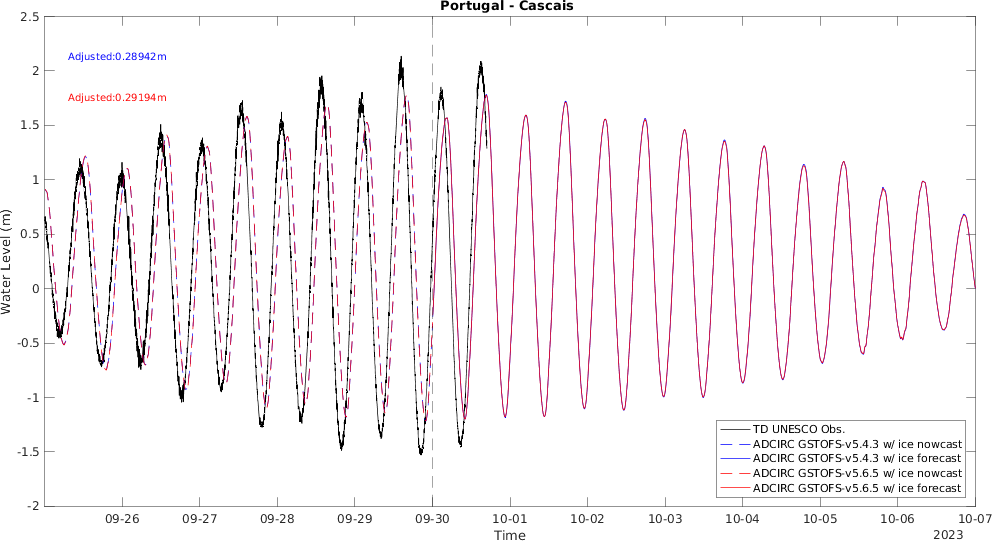 Portugal - Cascais
2.5
2
1.5
1
0.5
0
-0.5
-1
-1.5
-2
Water Level (m)
Adjusted:0.28942m
Adjusted:0.29194m
TD UNESCO Obs.
ADCIRC GSTOFS-v5.4.3 w/ ice nowcast
ADCIRC GSTOFS-v5.4.3 w/ ice forecast
ADCIRC GSTOFS-v5.6.5 w/ ice nowcast
ADCIRC GSTOFS-v5.6.5 w/ ice forecast
09-26 09-27 09-28 09-29 09-30 10-01 10-02 10-03 10-04 10-05 10-06 10-07
Time
2023